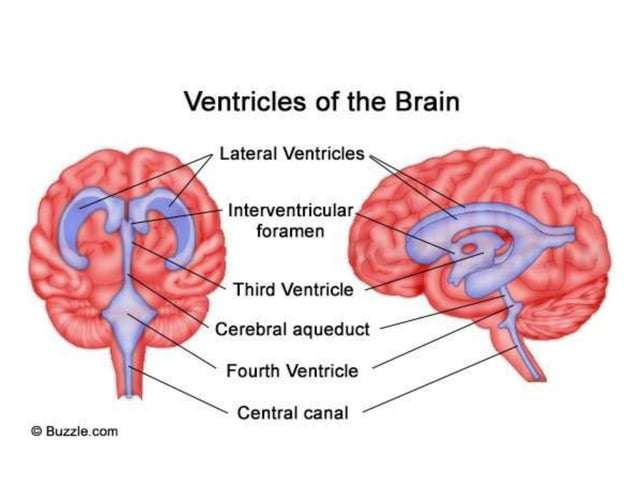 Ventricles of the Brain
Lateral Ventricles
Interventricular
foramen
Third Ventricle
Cerebral aqueduct
Fourth Ventricle
Central canal
© Buzzle.com